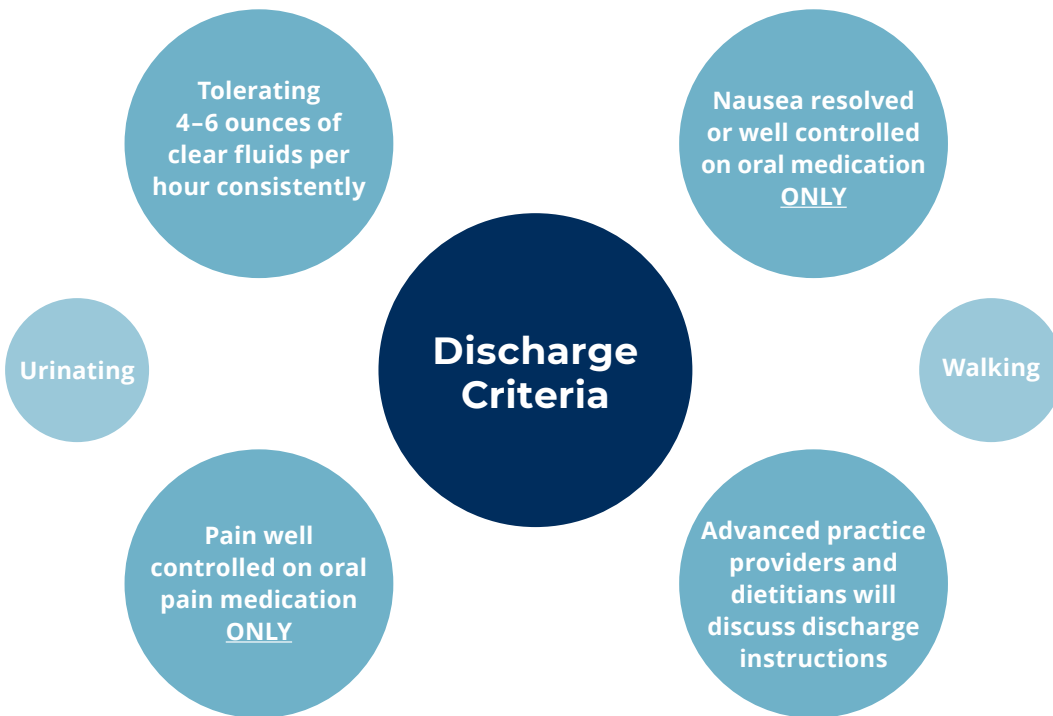 Tolerating
4–6 ounces of
clear fluids per
hour consistently
Nausea resolved
or well controlled
on oral medication
ONLY
Urinating
Discharge
Criteria
Walking
Pain well
controlled on oral
pain medication
ONLY
Advanced practice
providers and
dietitians will
discuss discharge
instructions